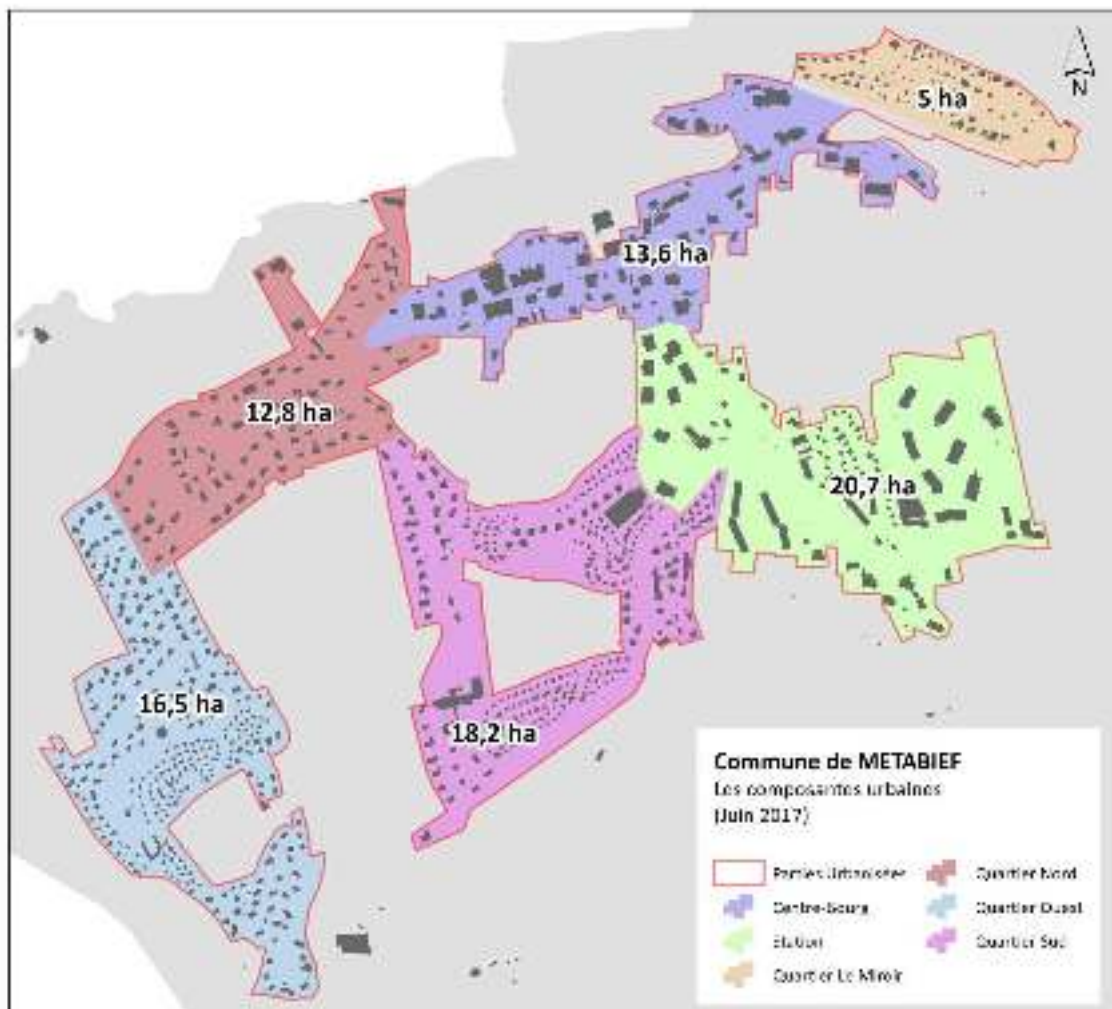 5 ha
N
13,6 ha
12,8 ha
20,7 ha
16,5 ha
18,2 ha
Commune de METABIEF
Les composantes urbaines
(Juin 2017)
Parties Urbanisées
Quartier Nord
Centre-Bourg
Quartier Ouest
Station
Quartier Sud
Quartier Le Miroir